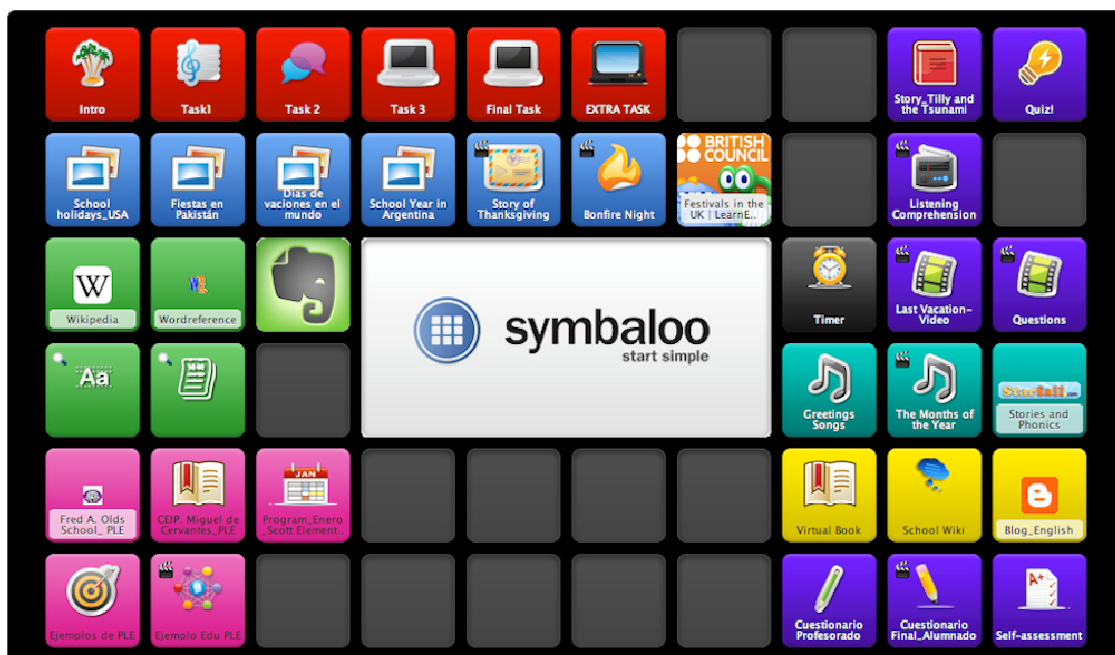 Intro
Task1
Task 2
Task 3
Final Task
EXTRA TASK
Story_Tilly and
the Tsunami
Quiz!
School
holidays_USA
Fiestas en
Pakistán
Días de
vaciones en el
mundo
School Year in
Argentina
Story of
Thanksgiving
Bonfire Night
BRITISH
COUNCIL
Festivals in the
UK | LearnE..
Listening
Comprehension
W
Wikipedia
WR
Wordreference
symbaloo
start simple
Timer
Last Vacation-
Video
Questions
Aa
Greetings
Songs
The Months of
the Year
Starfall.com
Stories and
Phonics
Fred A. Olds
School_ PLE
CEIP. Miguel de
Cervantes_PLE
JAN
Program_Enero
_Scott Element..
Virtual Book
School Wiki
Blog_English
Ejemplos de PLE
Ejemplo Edu PLE
Cuestionario
Profesorado
Cuestionario
Final_Alumnado
A+
Self-assessment